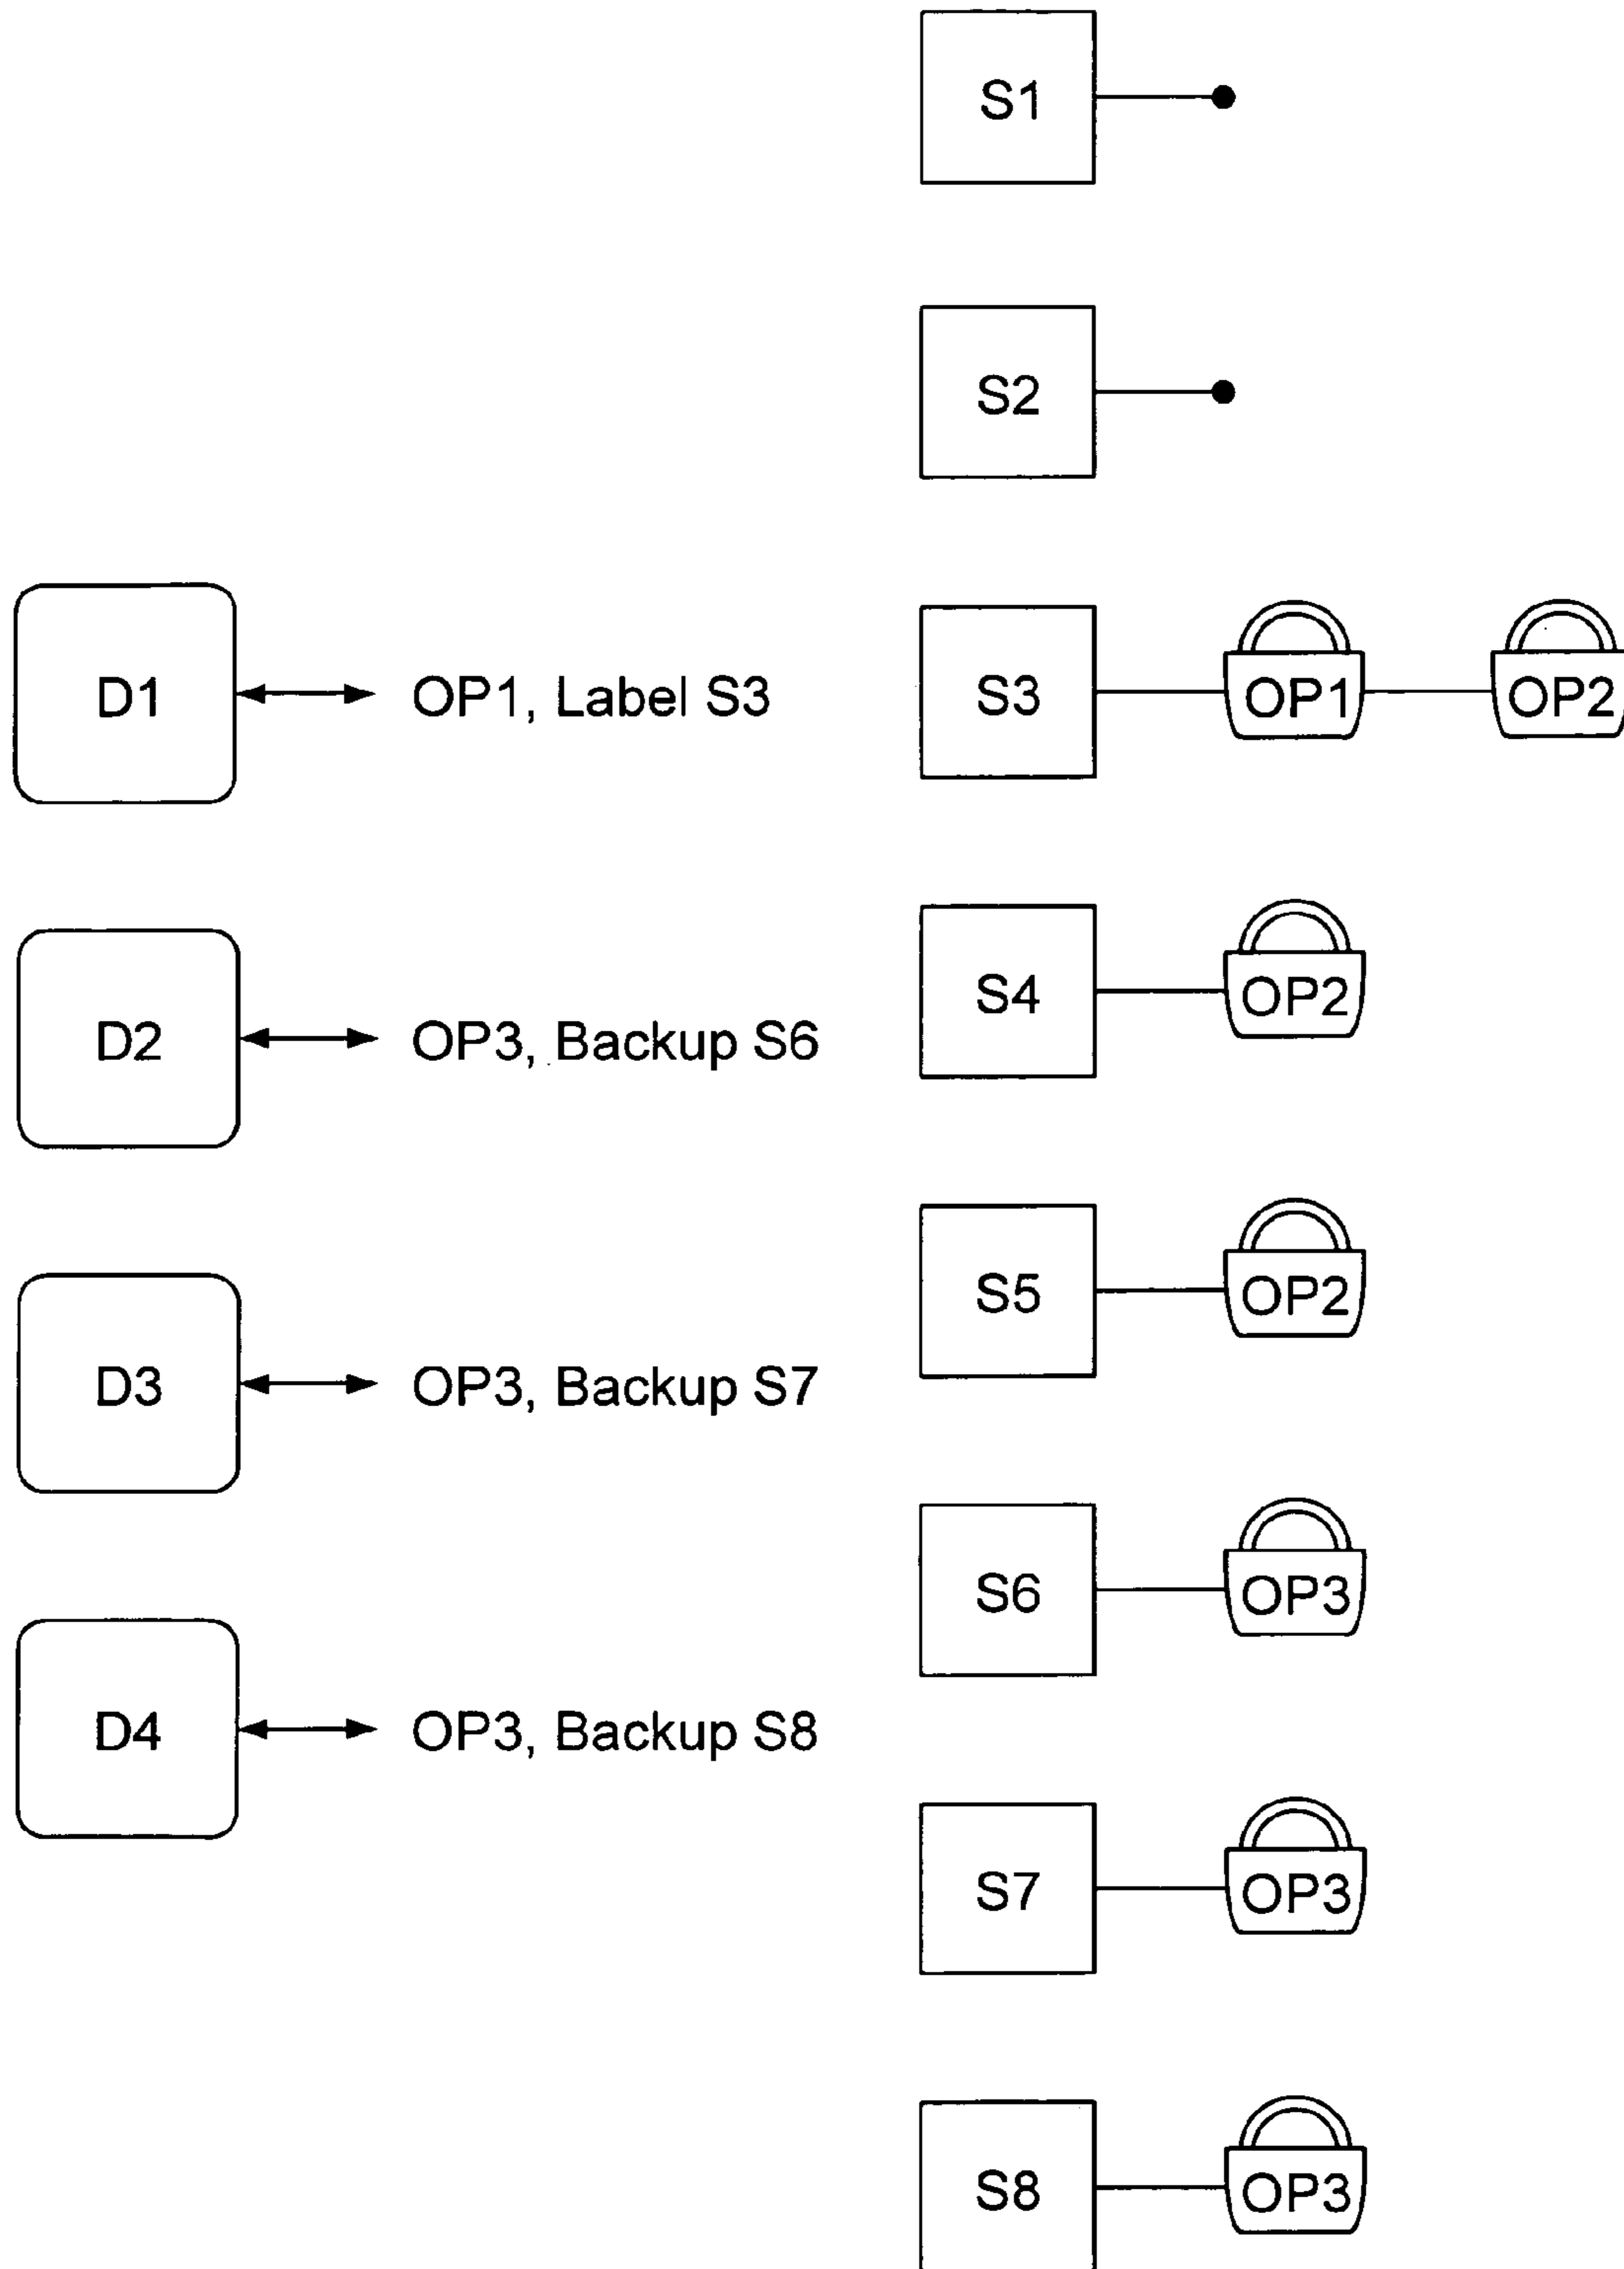 S1
S2
D1
OP1, Label S3
S3
OP1
OP2
D2
OP3, Backup S6
S4
OP2
D3
OP3, Backup S7
S5
OP2
S6
OP3
D4
OP3, Backup S8
S7
OP3
S8
OP3